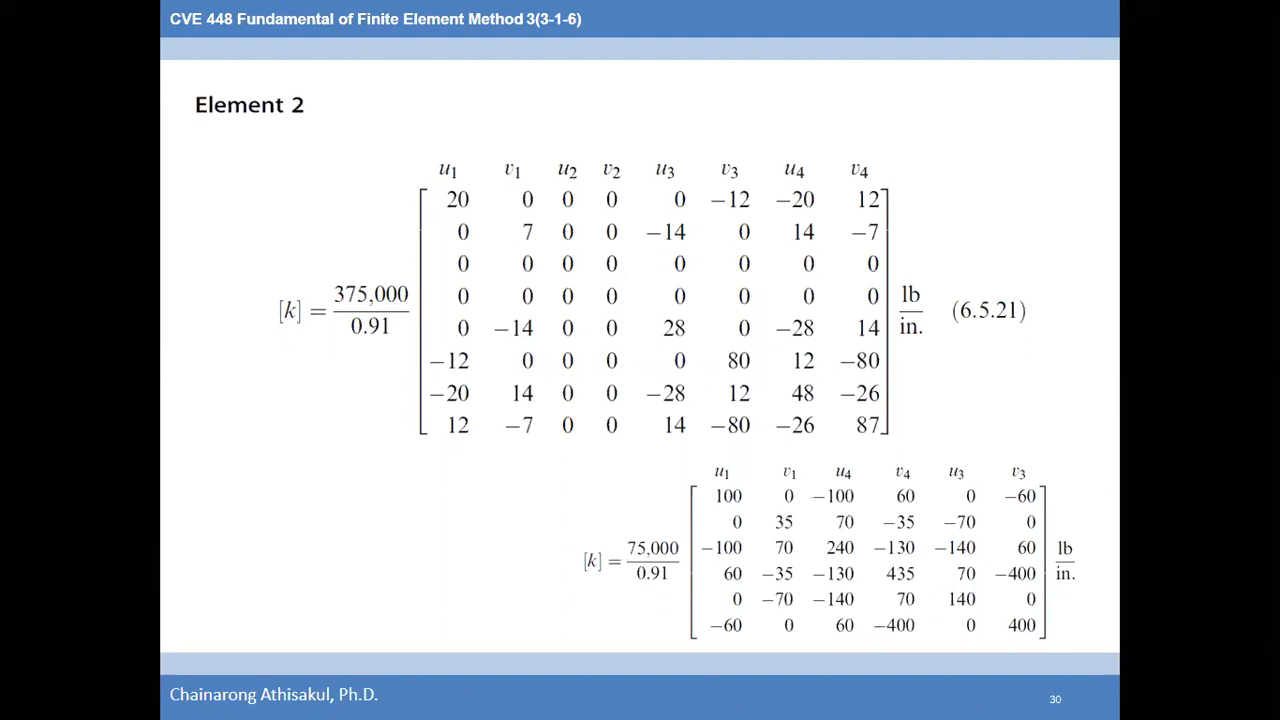 CVE 448 Fundamental of Finite Element Method 3(3-1-6)
Element 2
u1 v1 u2 v2 u3 v3 u4 v4
20 0 0 0 0 −12 −20 12
0 7 0 0 −14 0 14 −7
0 0 0 0 0 0 0 0
[k] = 375,000/0.91 0 0 0 0 0 0 0 0 lb/in. (6.5.21)
0 −14 0 0 28 0 −28 14
−12 0 0 0 0 80 12 −80
−20 14 0 0 −28 12 48 −26
12 −7 0 0 14 −80 −26 87
u1 v1 u4 v4 u3 v3
100 0 −100 60 0 −60
0 35 70 −35 −70 0
−100 70 240 −130 −140 60
[k] = 75,000/0.91 60 −35 −130 435 70 −400 lb/in.
0 −70 −140 70 140 0
−60 0 60 −400 0 400
Chainarong Athisakul, Ph.D.
30